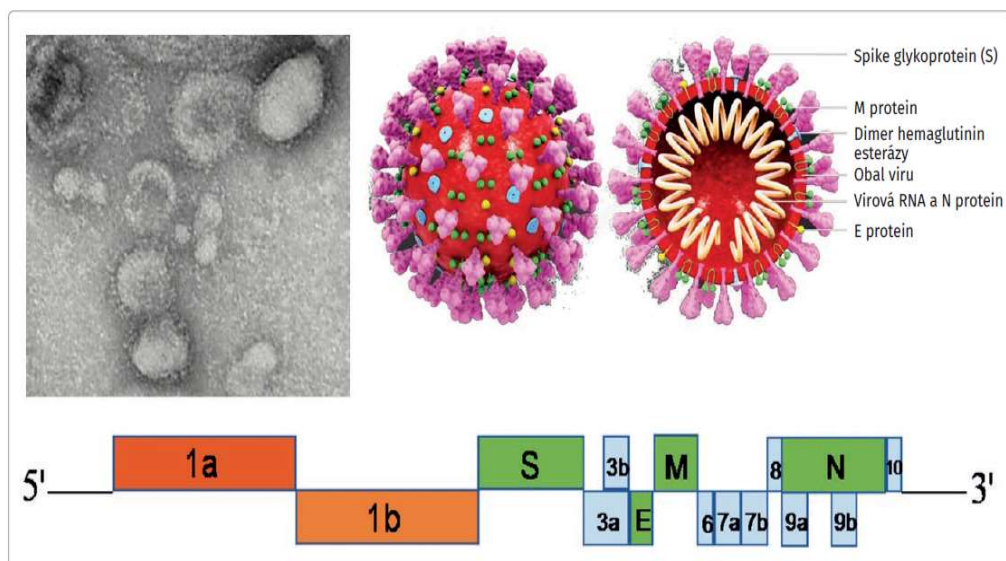 Spike glykoprotein (S)
M protein
Dimer hemaglutinin
esterázy
Obal viru
Virová RNA a N protein
E protein
5'
1a
1b
S
3b
3a
E
M
6
7a
7b
8
N
10
9a
9b
3'